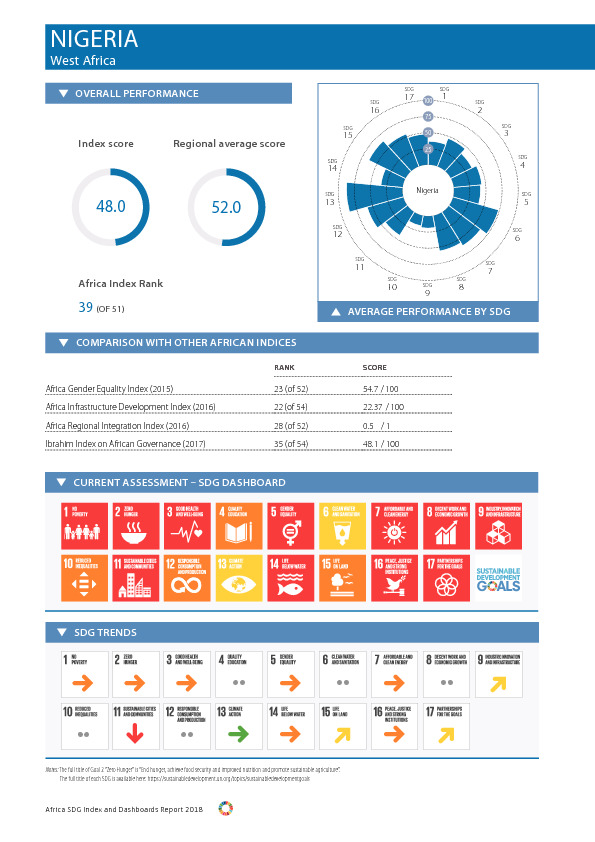 NIGERIA
West Africa
OVERALL PERFORMANCE
Index score
Regional average score
48.0
52.0
Africa Index Rank
39 (OF 51)
SDG 17
SDG 1
SDG 2
SDG 3
SDG 4
SDG 5
SDG 6
SDG 7
SDG 8
SDG 9
SDG 10
SDG 11
SDG 12
SDG 13
SDG 14
SDG 15
SDG 16
100
75
50
25
Nigeria
AVERAGE PERFORMANCE BY SDG
COMPARISON WITH OTHER AFRICAN INDICES
RANK SCORE
Africa Gender Equality Index (2015) 23 (of 52) 54.7 / 100
Africa Infrastructure Development Index (2016) 22 (of 54) 22.37 / 100
Africa Regional Integration Index (2016) 28 (of 52) 0.5 / 1
Ibrahim Index on African Governance (2017) 35 (of 54) 48.1 / 100
CURRENT ASSESSMENT – SDG DASHBOARD
1 NO POVERTY
2 ZERO HUNGER
3 GOOD HEALTH AND WELL-BEING
4 QUALITY EDUCATION
5 GENDER EQUALITY
6 CLEAN WATER AND SANITATION
7 AFFORDABLE AND CLEAN ENERGY
8 DECENT WORK AND ECONOMIC GROWTH
9 INDUSTRY, INNOVATION AND INFRASTRUCTURE
10 REDUCED INEQUALITIES
11 SUSTAINABLE CITIES AND COMMUNITIES
12 RESPONSIBLE CONSUMPTION AND PRODUCTION
13 CLIMATE ACTION
14 LIFE BELOW WATER
15 LIFE ON LAND
16 PEACE, JUSTICE AND STRONG INSTITUTIONS
17 PARTNERSHIPS FOR THE GOALS
SUSTAINABLE
DEVELOPMENT
GOALS
SDG TRENDS
1 NO POVERTY
2 ZERO HUNGER
3 GOOD HEALTH AND WELL-BEING
4 QUALITY EDUCATION
5 GENDER EQUALITY
6 CLEAN WATER AND SANITATION
7 AFFORDABLE AND CLEAN ENERGY
8 DECENT WORK AND ECONOMIC GROWTH
9 INDUSTRY, INNOVATION AND INFRASTRUCTURE
10 REDUCED INEQUALITIES
11 SUSTAINABLE CITIES AND COMMUNITIES
12 RESPONSIBLE CONSUMPTION AND PRODUCTION
13 CLIMATE ACTION
14 LIFE BELOW WATER
15 LIFE ON LAND
16 PEACE, JUSTICE AND STRONG INSTITUTIONS
17 PARTNERSHIPS FOR THE GOALS
Notes: The full title of Goal 2 "Zero Hunger" is "End hunger, achieve food security and improved nutrition and promote sustainable agriculture".
The full title of each SDG is available here: https://sustainabledevelopment.un.org/topics/sustainabledevelopmentgoals
Africa SDG Index and Dashboards Report 2018